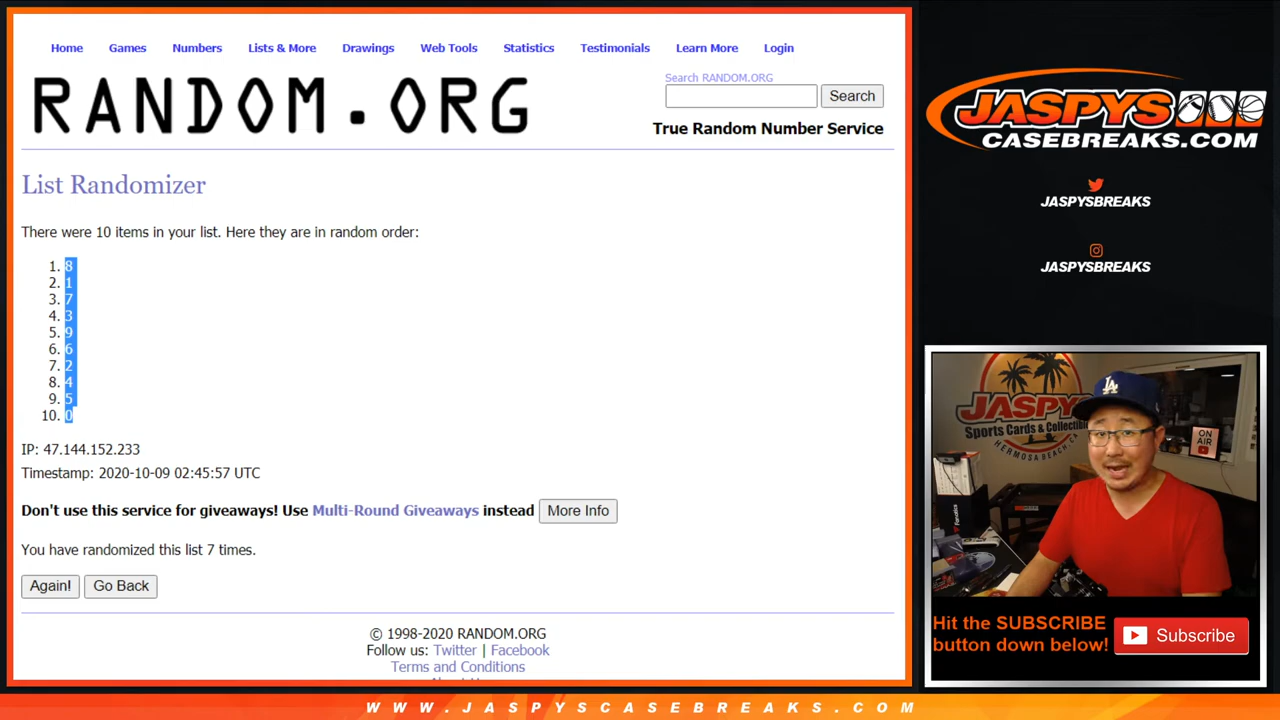 Home Games Numbers Lists & More Drawings Web Tools Statistics Testimonials Learn More Login
RANDOM.ORG
Search RANDOM.ORG
Search
True Random Number Service
List Randomizer
There were 10 items in your list. Here they are in random order:
1. 8
2. 1
3. 7
4. 3
5. 9
6. 6
7. 2
8. 4
9. 5
10. 0
IP: 47.144.152.233
Timestamp: 2020-10-09 02:45:57 UTC
Don't use this service for giveaways! Use Multi-Round Giveaways instead More Info
You have randomized this list 7 times.
Again! Go Back
© 1998-2020 RANDOM.ORG
Follow us: Twitter | Facebook
Terms and Conditions
JASPYS
CASEBREAKS.COM
JASPYSBREAKS
JASPYSBREAKS
JASPYS
Sports Cards & Collectibl
HERMOSA BEACH, CA
LA
ON
AIR
Fanatics
Hit the SUBSCRIBE
button down below!
Subscribe
WWW.JASPYSCASEBREAKS.COM